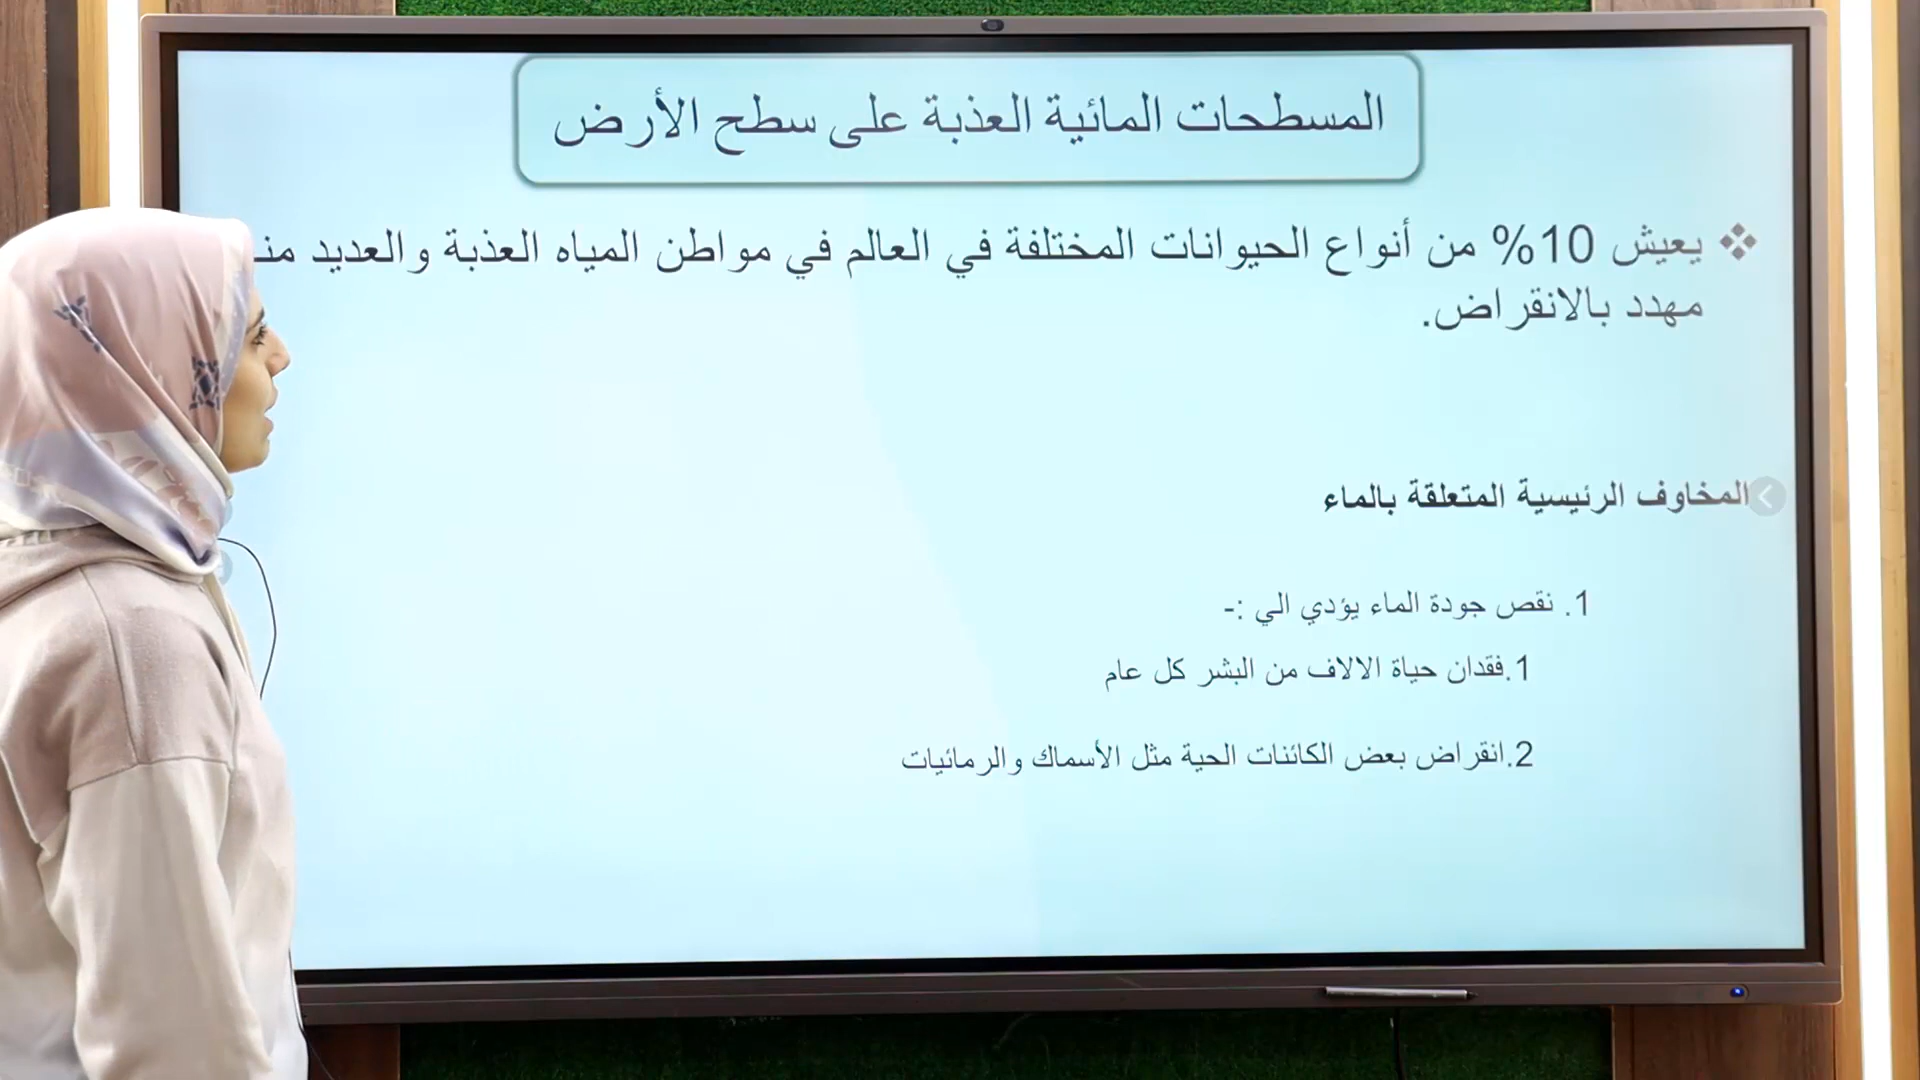 المسطحات المائية العذبة على سطح الأرض
❖ يعيش 10% من أنواع الحيوانات المختلفة في العالم في مواطن المياه العذبة والعديد
مهدد بالانقراض.
المخاوف الرئيسية المتعلقة بالماء
1. نقص جودة الماء يؤدي الي :-
1.فقدان حياة الالاف من البشر كل عام
2.انقراض بعض الكائنات الحية مثل الأسماك والرمائيات